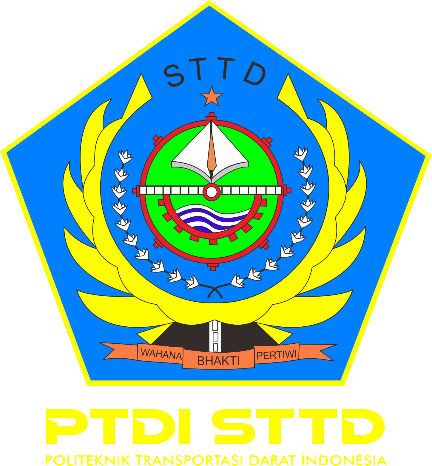 STTD
WAHANA BHAKTI PERTIWI
PTDI STTD
POLITEKNIK TRANSPORTASI DARAT INDONESIA